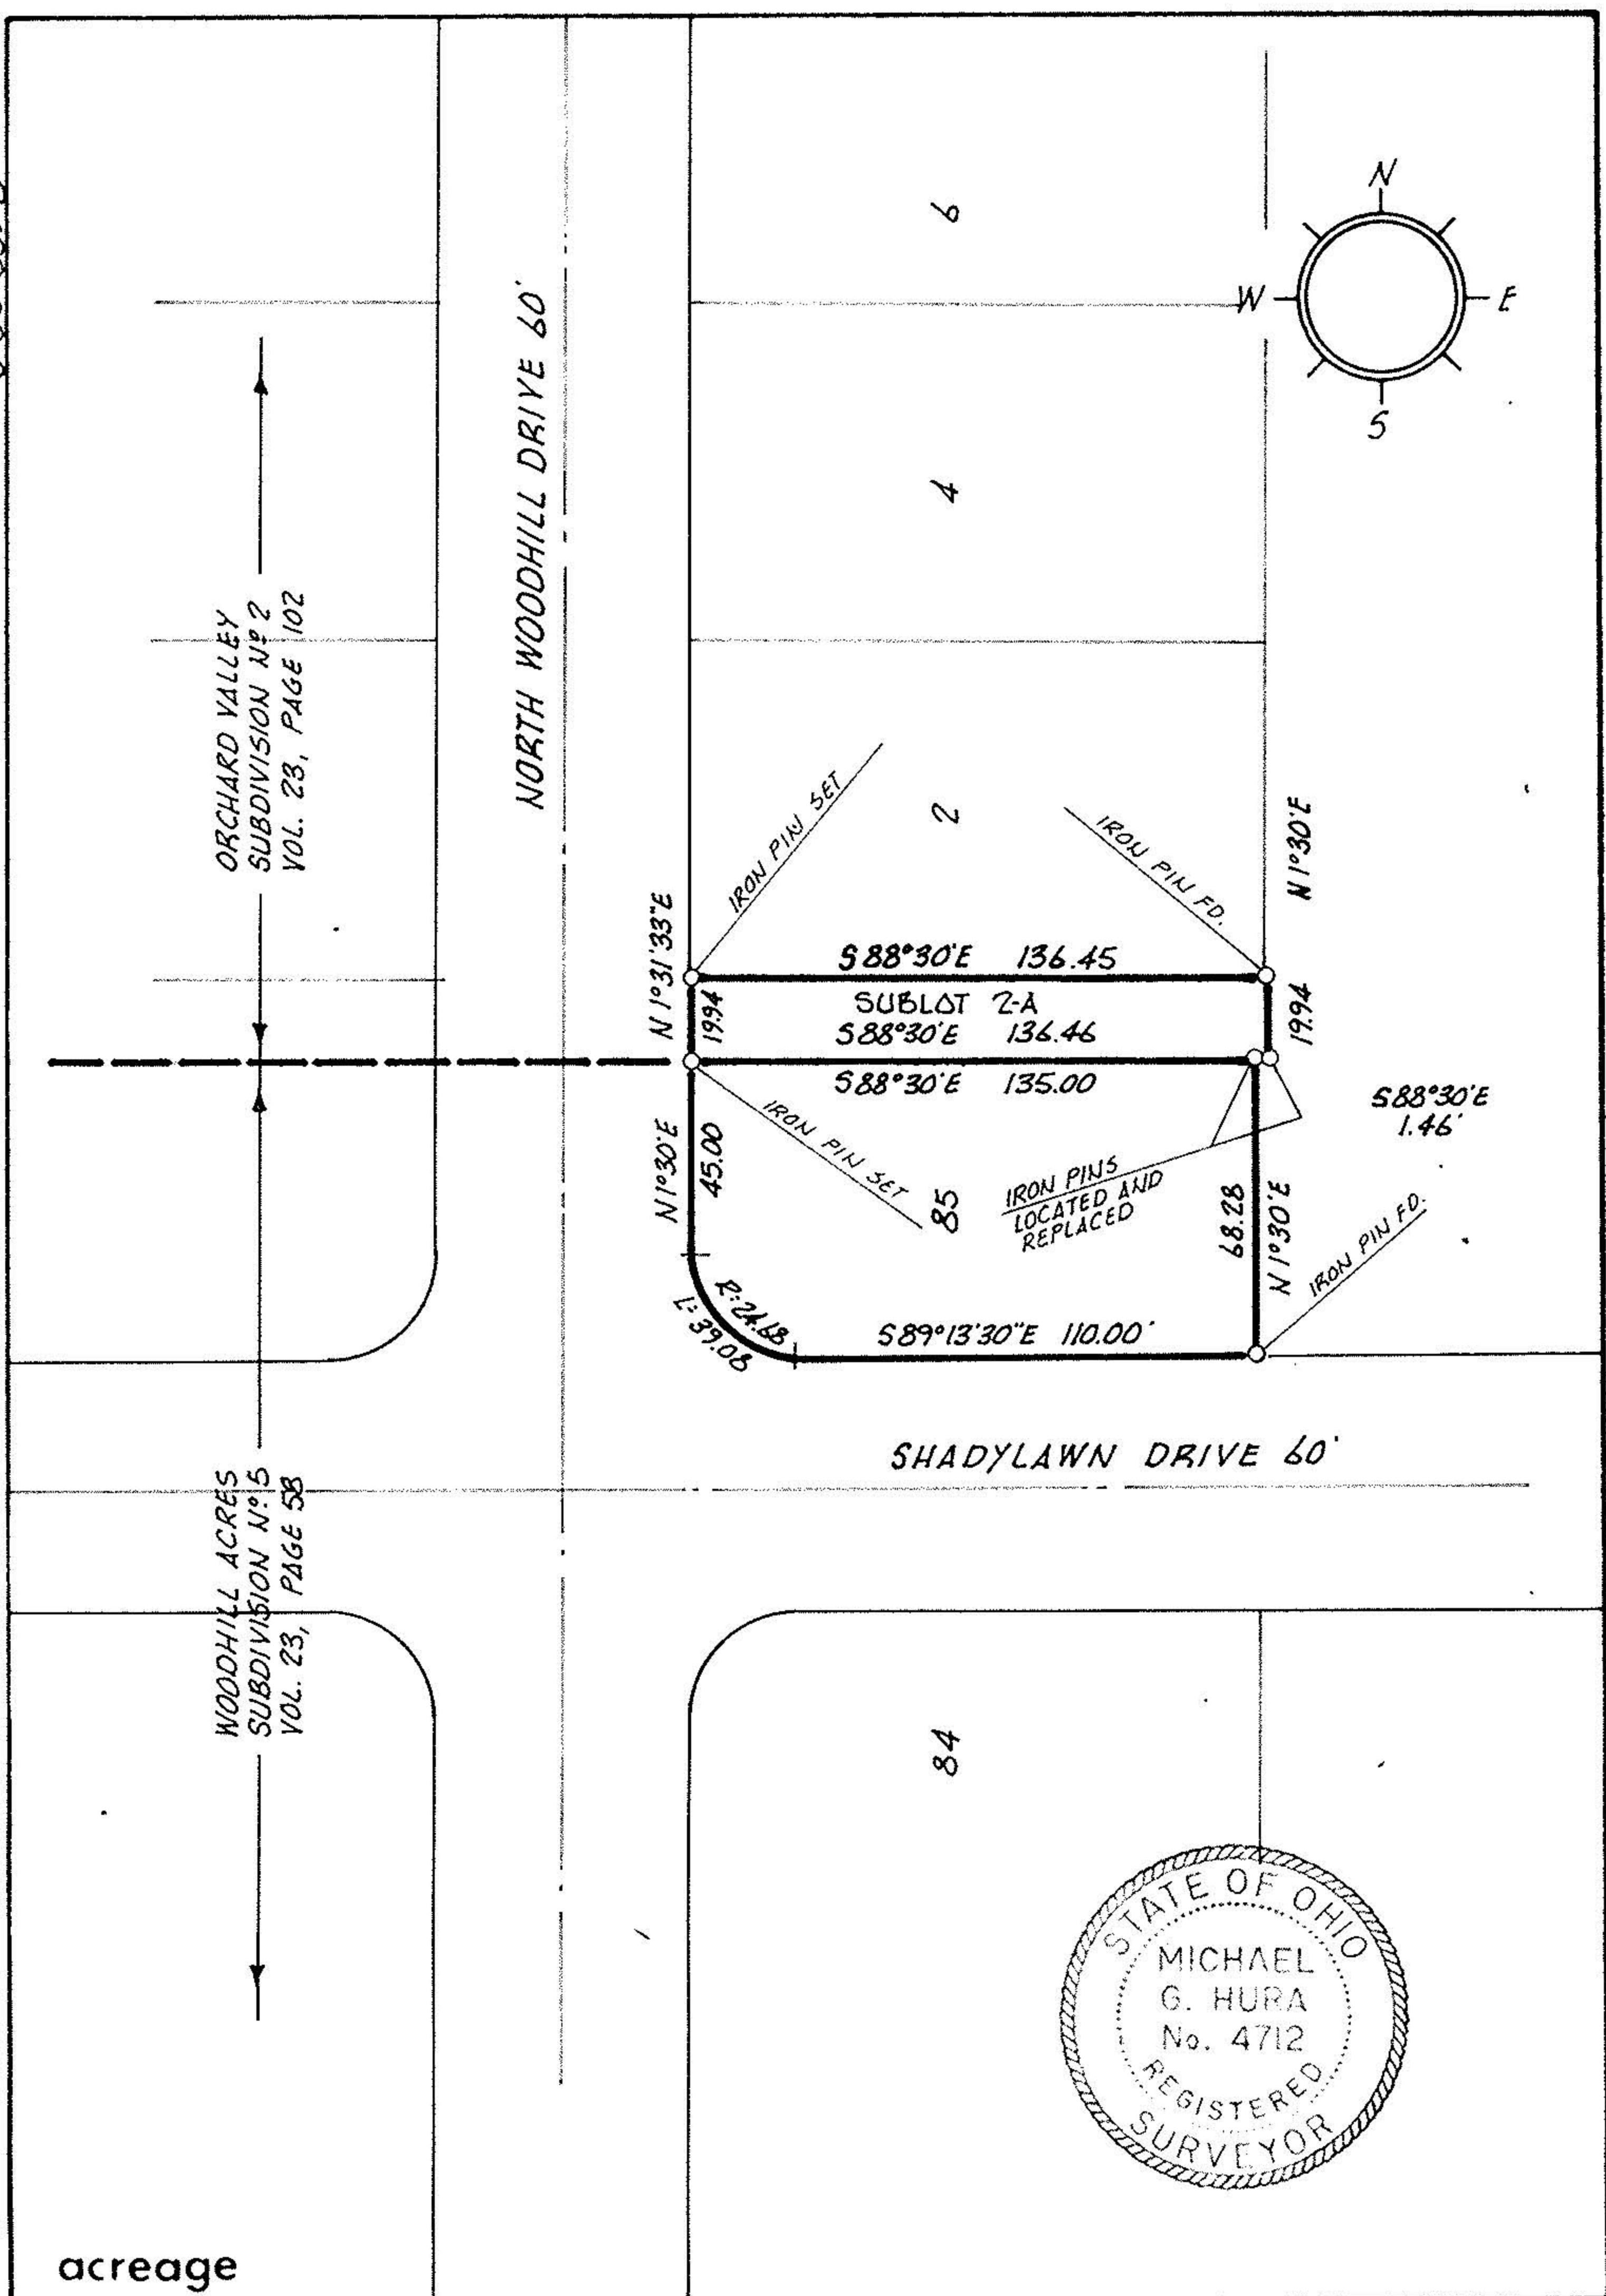 N
W
E
S
6
4
2
NORTH WOODHILL DRIVE 60'
ORCHARD VALLEY
SUBDIVISION Nº 2
VOL. 23, PAGE 102
IRON PIN SET
IRON PIN FD.
N 1°30'E
N 1°31'33"E
S 88°30'E 136.45
19.94
SUBLOT 2-A
19.94
S 88°30'E 136.46
S 88°30'E 135.00
S 88°30'E
1.46'
N 1°30'E
45.00
IRON PIN SET
85
IRON PINS
LOCATED AND
REPLACED
68.28
N 1°30'E
IRON PIN FD.
R=24.68
L=39.08
S 89°13'30"E 110.00'
SHADYLAWN DRIVE 60'
WOODHILL ACRES
SUBDIVISION Nº 5
VOL. 23, PAGE 58
84
STATE OF OHIO
MICHAEL
G. HURA
No. 4712
REGISTERED
SURVEYOR
acreage